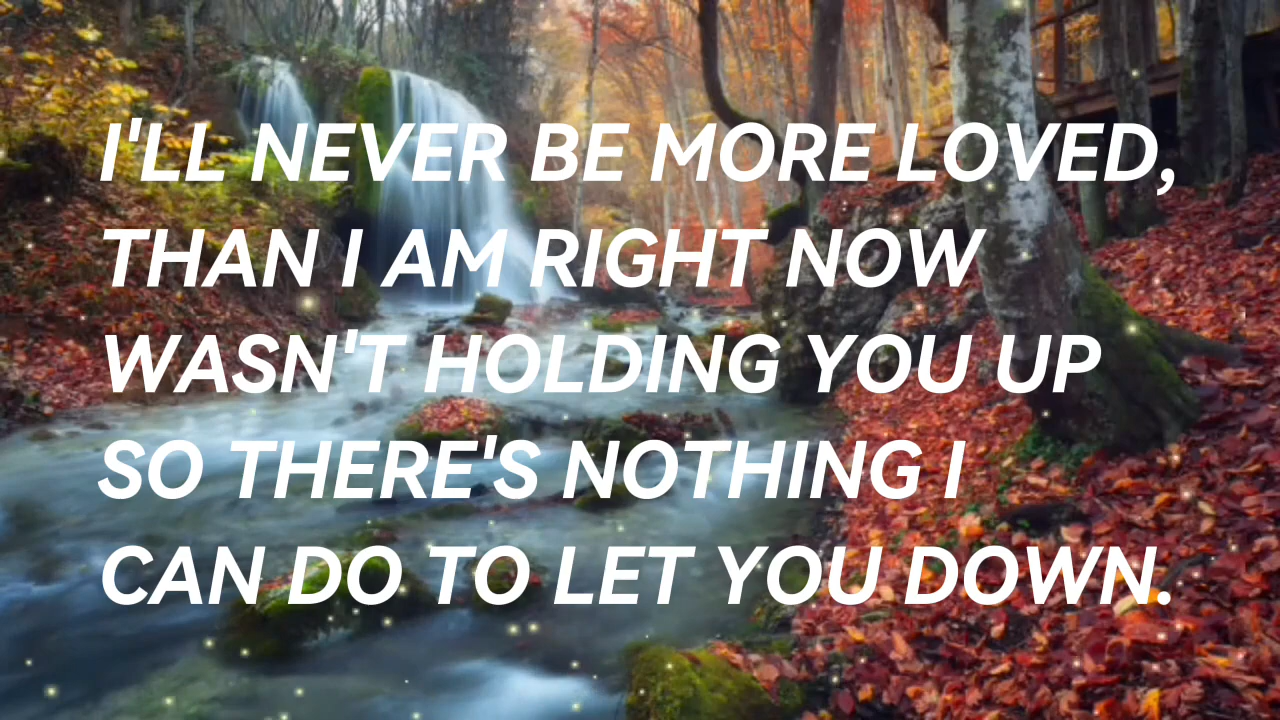 I'LL NEVER BE MORE LOVED,
THAN I AM RIGHT NOW
WASN'T HOLDING YOU UP
SO THERE'S NOTHING I
CAN DO TO LET YOU DOWN.